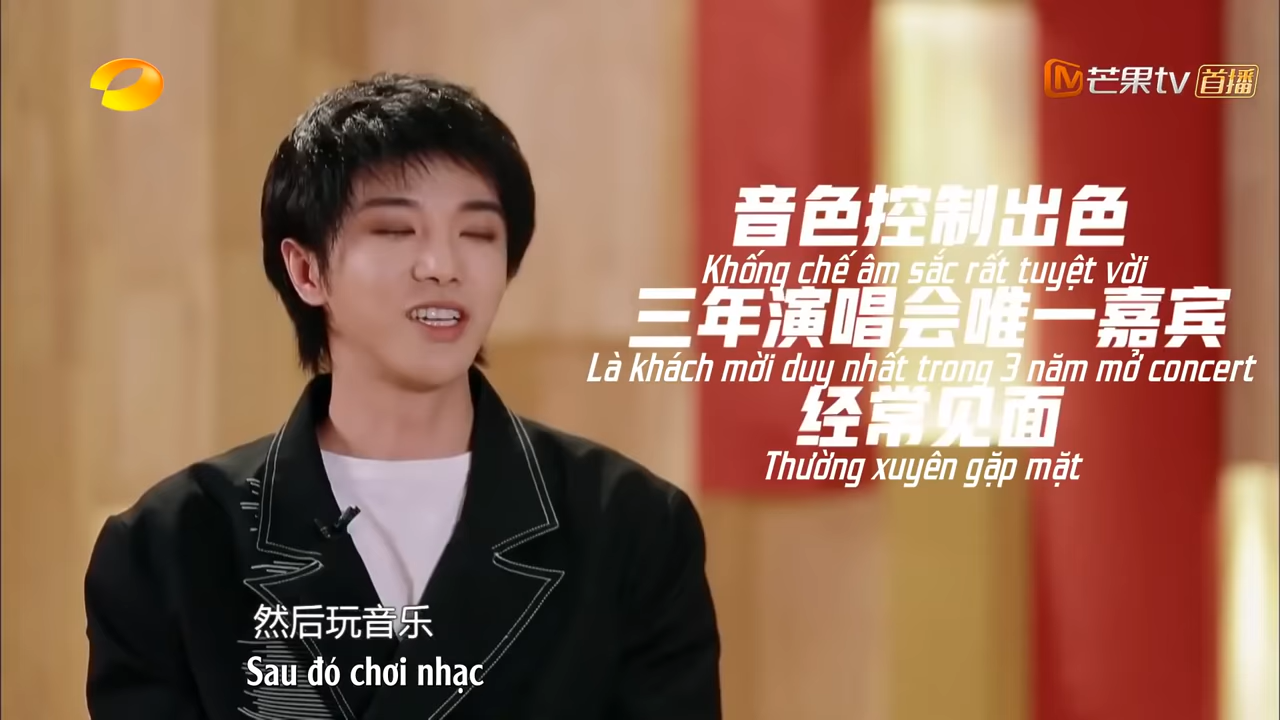 芒果tv 首播
音色控制出色
Khống chế âm sắc rất tuyệt vời
三年演唱会唯一嘉宾
Là khách mời duy nhất trong 3 năm mở concert
经常见面
Thường xuyên gặp mặt
然后玩音乐
Sau đó chơi nhạc